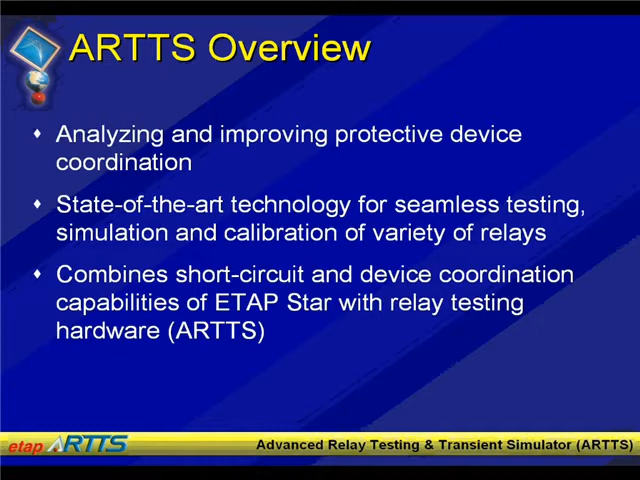 ARTTS Overview
Analyzing and improving protective device
coordination
State-of-the-art technology for seamless testing,
simulation and calibration of variety of relays
Combines short-circuit and device coordination
capabilities of ETAP Star with relay testing
hardware (ARTTS)
etap ARTTS
Advanced Relay Testing & Transient Simulator (ARTTS)